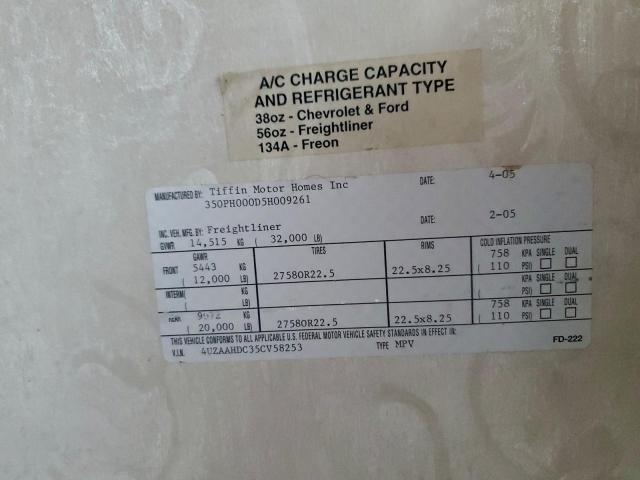 A/C CHARGE CAPACITY
AND REFRIGERANT TYPE
38oz - Chevrolet & Ford
56oz - Freightliner
134A - Freon
MANUFACTURED BY: Tiffin Motor Homes Inc DATE: 4-05
350PH000D5H009261
INC. VEH. MFG. BY: Freightliner DATE: 2-05
GVWR 14,515 KG ( 32,000 LB)
GAWR TIRES RIMS COLD INFLATION PRESSURE
FRONT 5443 KG 758 KPA SINGLE DUAL
( 12,000 LB) 27580R22.5 22.5x8.25 ( 110 PSI)
INTERM( KG KPA SINGLE DUAL
LB) PSI)
REAR KG 758 KPA SINGLE DUAL
( 20,000 LB) 27580R22.5 22.5x8.25 ( 110 PSI)
THIS VEHICLE CONFORMS TO ALL APPLICABLE U.S. FEDERAL MOTOR VEHICLE SAFETY STANDARDS IN EFFECT IN:
V.I.N. 4UZAAHDC35CV58253 TYPE MPV FD-222